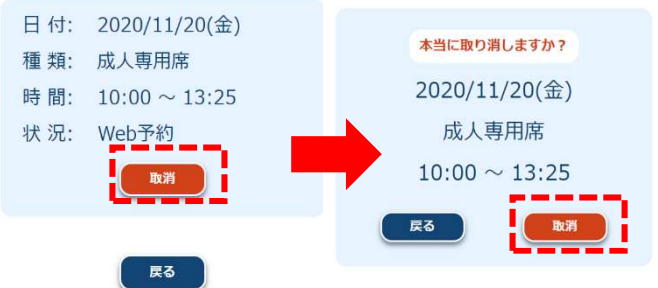 日 付: 2020/11/20(金)
種 類: 成人専用席
時 間: 10:00 ～ 13:25
状 況: Web予約
取消
戻る
本当に取り消しますか？
2020/11/20(金)
成人専用席
10:00 ～ 13:25
戻る
取消